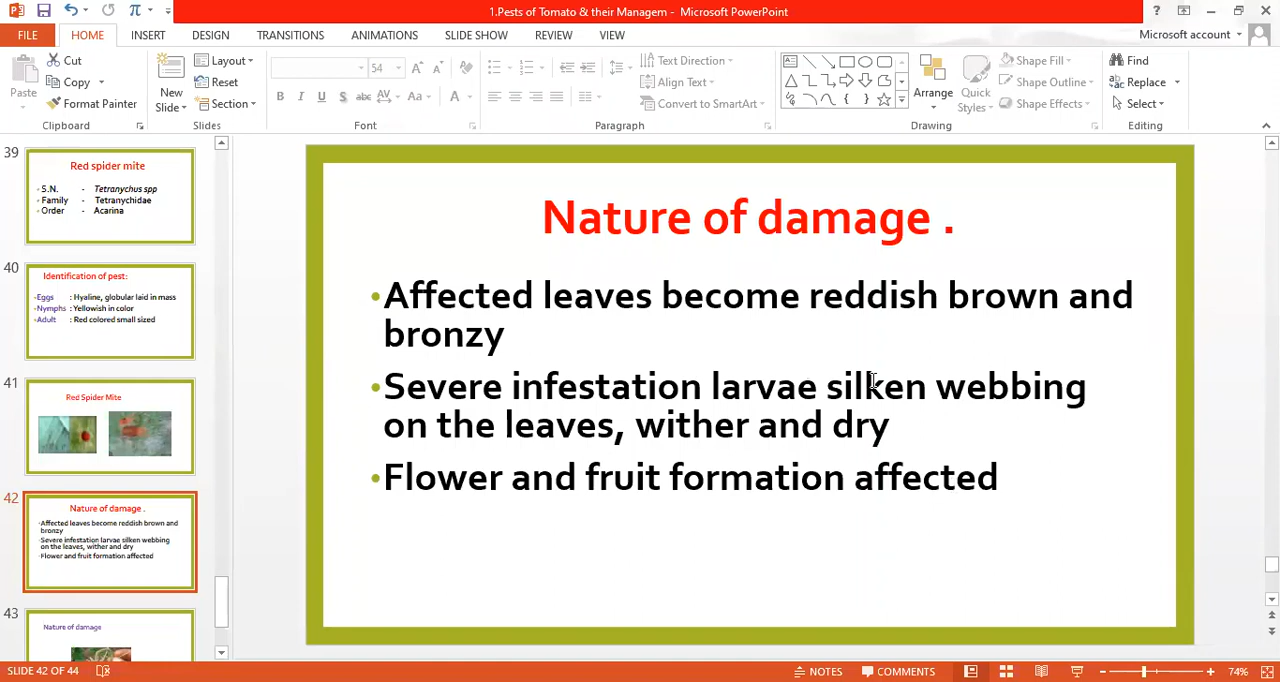 1.Pests of Tomato & their Managem - Microsoft PowerPoint
FILE HOME INSERT DESIGN TRANSITIONS ANIMATIONS SLIDE SHOW REVIEW VIEW Microsoft account
Paste
Cut
Copy
Format Painter
Clipboard
New
Slide
Layout
Reset
Section
Slides
54
B I U S abc AV Aa A
Font
Text Direction
Align Text
Convert to SmartArt
Paragraph
Arrange
Quick
Styles
Shape Fill
Shape Outline
Shape Effects
Drawing
Find
Replace
Select
Editing
39
Red spider mite
S.N. - Tetranychus spp
Family - Tetranychidae
Order - Acarina
40
Identification of pest:
Eggs : Hyaline, globular laid in mass
Nymphs : Yellowish in color
Adult : Red colored small sized
41
Red Spider Mite
42
Nature of damage .
Affected leaves become reddish brown and
bronzy
Severe infestation larvae silken webbing
on the leaves, wither and dry
Flower and fruit formation affected
43
Nature of damage
Nature of damage .
•Affected leaves become reddish brown and
bronzy
•Severe infestation larvae silken webbing
on the leaves, wither and dry
•Flower and fruit formation affected
SLIDE 42 OF 44 NOTES COMMENTS 74%